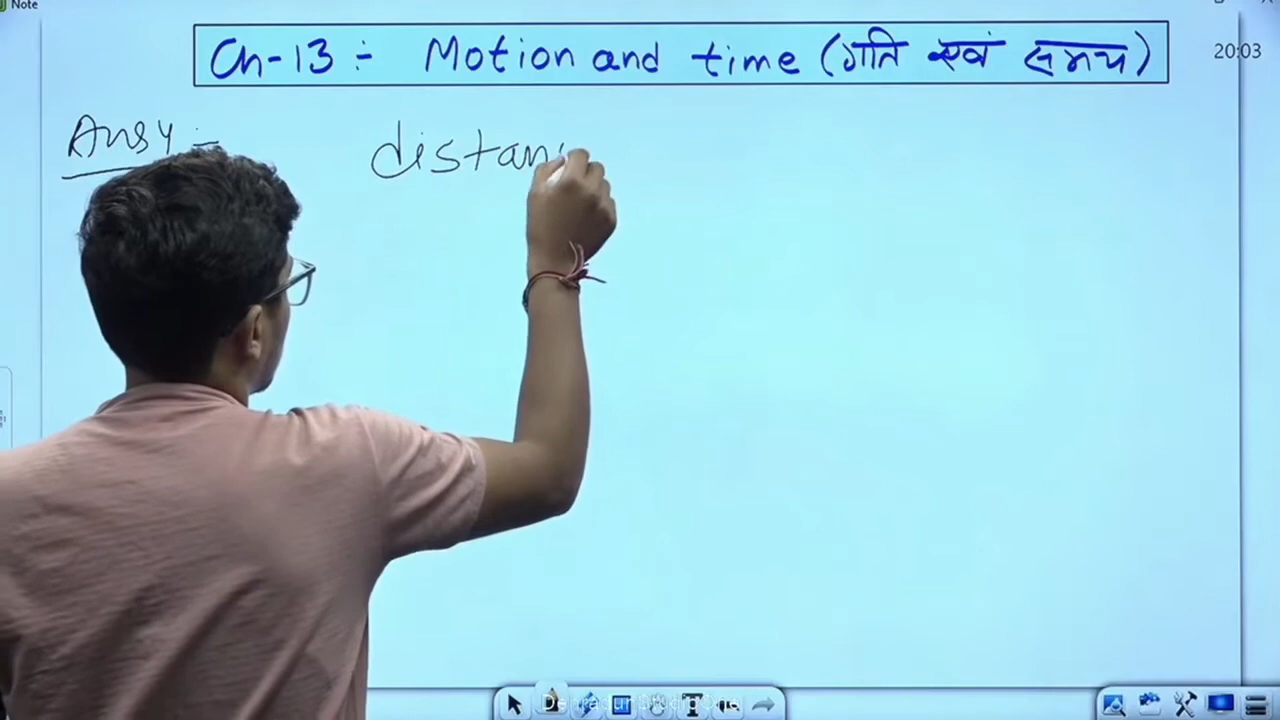 Note
Ch-13 :- Motion and time (गति एवं समय)
20:03
Ans 4 :- distan